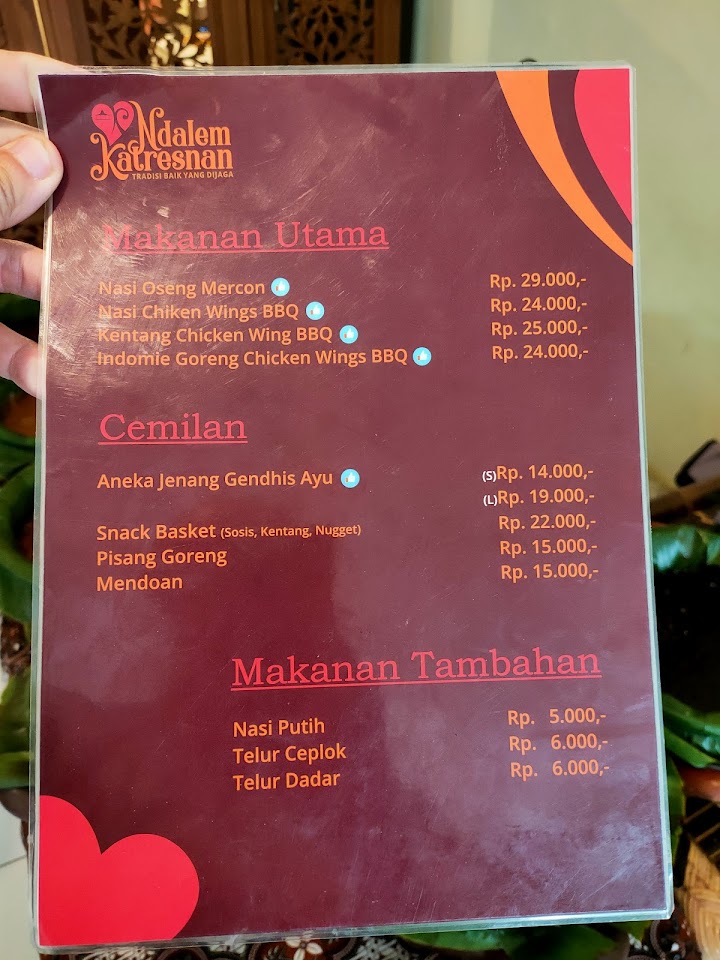 Ndalem
Katresnan
TRADISI BAIK YANG DIJAGA
Makanan Utama
Nasi Oseng Mercon Rp. 29.000,-
Nasi Chiken Wings BBQ Rp. 24.000,-
Kentang Chicken Wing BBQ Rp. 25.000,-
Indomie Goreng Chicken Wings BBQ Rp. 24.000,-
Cemilan
Aneka Jenang Gendhis Ayu (S)Rp. 14.000,-
(L)Rp. 19.000,-
Snack Basket (Sosis, Kentang, Nugget) Rp. 22.000,-
Pisang Goreng Rp. 15.000,-
Mendoan Rp. 15.000,-
Makanan Tambahan
Nasi Putih Rp. 5.000,-
Telur Ceplok Rp. 6.000,-
Telur Dadar Rp. 6.000,-